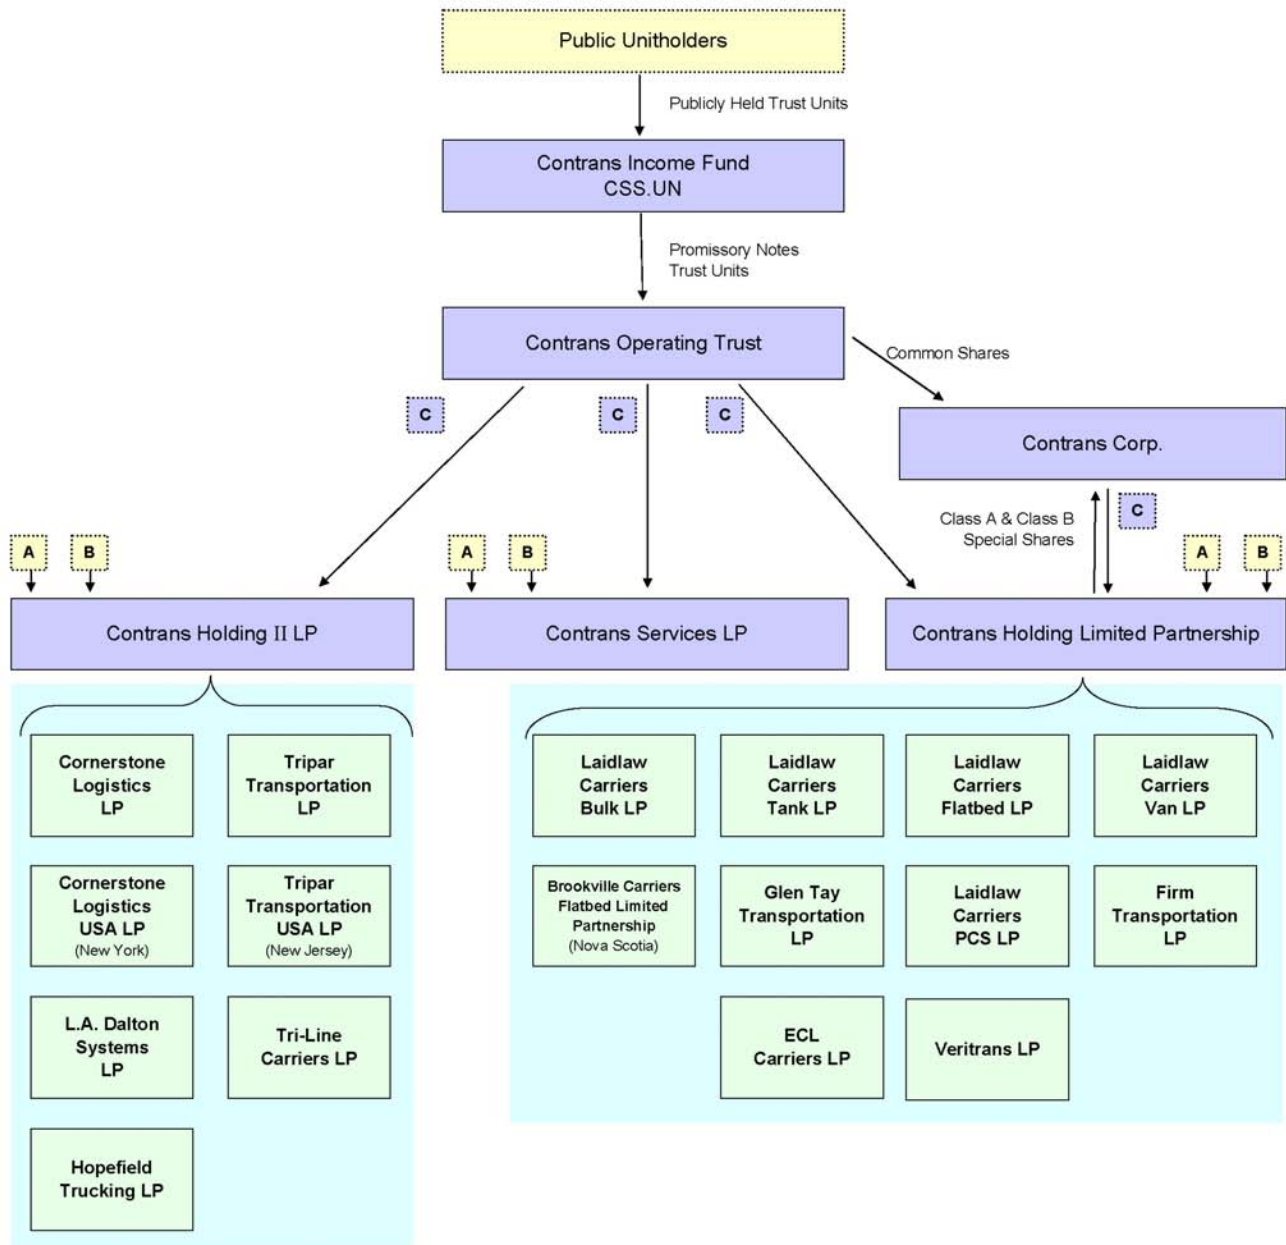 Public Unitholders
Publicly Held Trust Units
Contrans Income Fund
CSS.UN
Promissory Notes
Trust Units
Contrans Operating Trust
Common Shares
C
C
C
Contrans Corp.
Class A & Class B
Special Shares
C
A
B
A
B
A
B
Contrans Holding II LP
Contrans Services LP
Contrans Holding Limited Partnership
Cornerstone
Logistics
LP
Tripar
Transportation
LP
Cornerstone
Logistics
USA LP
(New York)
Tripar
Transportation
USA LP
(New Jersey)
L.A. Dalton
Systems
LP
Tri-Line
Carriers LP
Hopefield
Trucking LP
Laidlaw
Carriers
Bulk LP
Laidlaw
Carriers
Tank LP
Laidlaw
Carriers
Flatbed LP
Laidlaw
Carriers
Van LP
Brookville Carriers
Flatbed Limited
Partnership
(Nova Scotia)
Glen Tay
Transportation
LP
Laidlaw
Carriers
PCS LP
Firm
Transportation
LP
ECL
Carriers LP
Veritrans LP